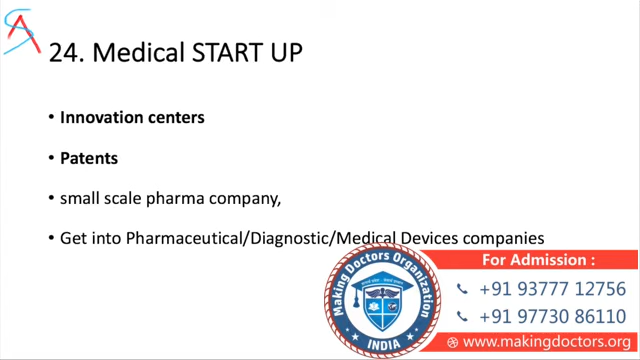 SA
24. Medical START UP
• Innovation centers
• Patents
• small scale pharma company,
• Get into Pharmaceutical/Diagnostic/Medical Devices companies
Making Doctors Organization
INDIA
For Admission :
+91 93777 12756
+91 97730 86110
www.makingdoctors.org